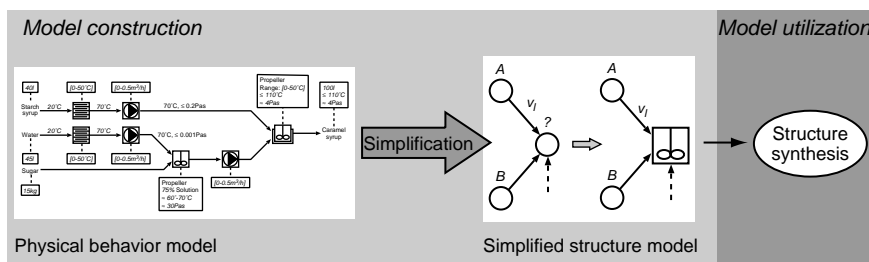 Model construction
Model utilization
40l
[0-50˚C]
[0-0.5m³/h]
Propeller
Range: [0-50˚C]
≤ 110˚C
= 4Pas
100l
≤ 110˚C
= 4Pas
Starch
syrup
20˚C
70˚C
70˚C, ≤ 0.2Pas
Water
20˚C
70˚C
70˚C, ≤ 0.001Pas
Caramel
syrup
45l
[0-50˚C]
[0-0.5m³/h]
Sugar
15kg
Propeller
75% Solution
= 60˚-70˚C
= 30Pas
[0-0.5m³/h]
Simplification
A
v_l
?
B
A
v_l
B
Structure
synthesis
Physical behavior model
Simplified structure model